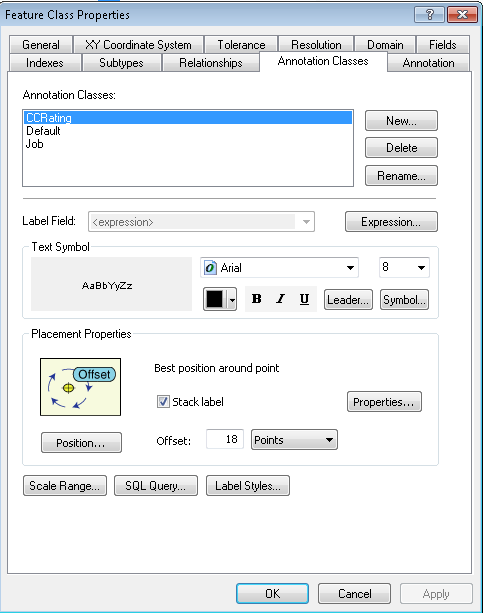 Feature Class Properties
General XY Coordinate System Tolerance Resolution Domain Fields
Indexes Subtypes Relationships Annotation Classes Annotation
Annotation Classes:
CCRating
Default
Job
New...
Delete
Rename...
Label Field: <expression> Expression...
Text Symbol
AaBbYyZz
Arial 8
B I U Leader... Symbol...
Placement Properties
Offset
Best position around point
Stack label Properties...
Position... Offset: 18 Points
Scale Range... SQL Query... Label Styles...
OK Cancel Apply